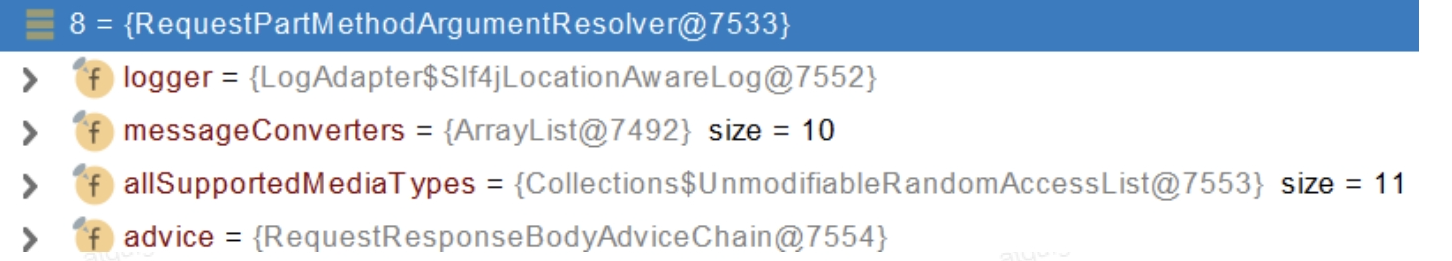 8 = {RequestPartMethodArgumentResolver@7533}
f logger = {LogAdapter$Slf4jLocationAwareLog@7552}
f messageConverters = {ArrayList@7492} size = 10
f allSupportedMediaTypes = {Collections$UnmodifiableRandomAccessList@7553} size = 11
f advice = {RequestResponseBodyAdviceChain@7554}